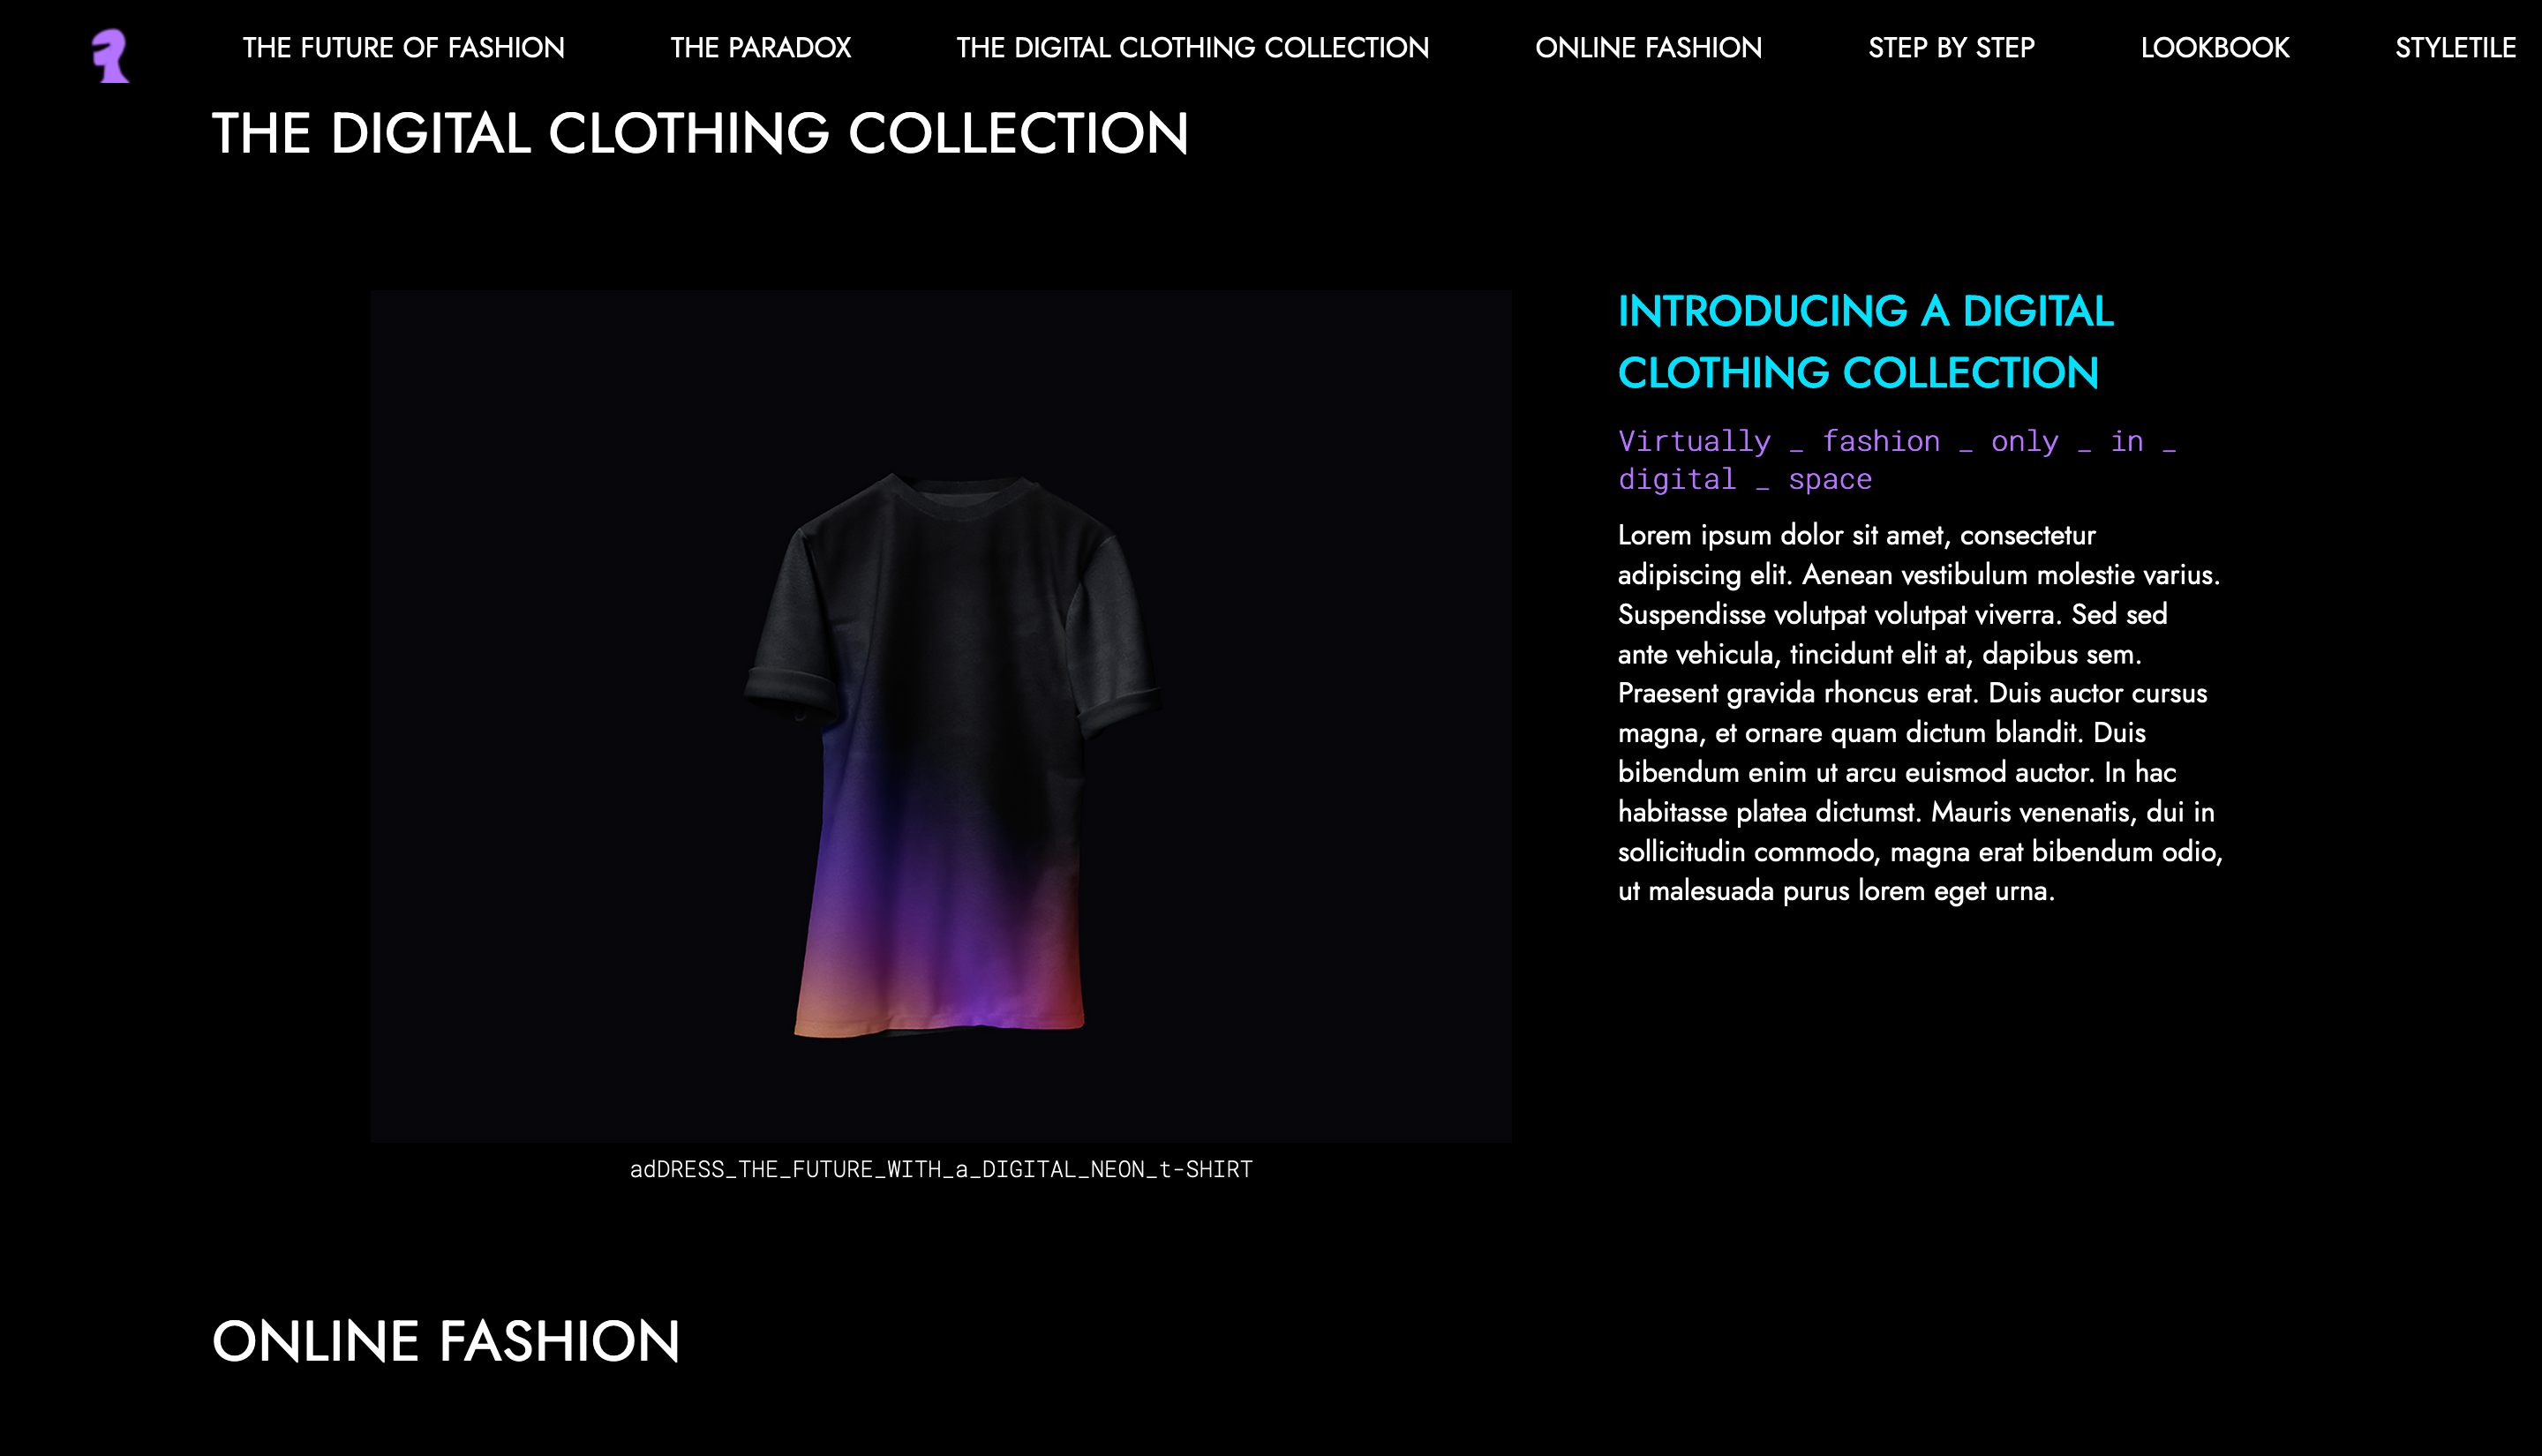 THE FUTURE OF FASHION THE PARADOX THE DIGITAL CLOTHING COLLECTION ONLINE FASHION STEP BY STEP LOOKBOOK STYLETILE
THE DIGITAL CLOTHING COLLECTION
INTRODUCING A DIGITAL
CLOTHING COLLECTION
Virtually _ fashion _ only _ in _
digital _ space
Lorem ipsum dolor sit amet, consectetur
adipiscing elit. Aenean vestibulum molestie varius.
Suspendisse volutpat volutpat viverra. Sed sed
ante vehicula, tincidunt elit at, dapibus sem.
Praesent gravida rhoncus erat. Duis auctor cursus
magna, et ornare quam dictum blandit. Duis
bibendum enim ut arcu euismod auctor. In hac
habitasse platea dictumst. Mauris venenatis, dui in
sollicitudin commodo, magna erat bibendum odio,
ut malesuada purus lorem eget urna.
adDRESS_THE_FUTURE_WITH_a_DIGITAL_NEON_t-SHIRT
ONLINE FASHION